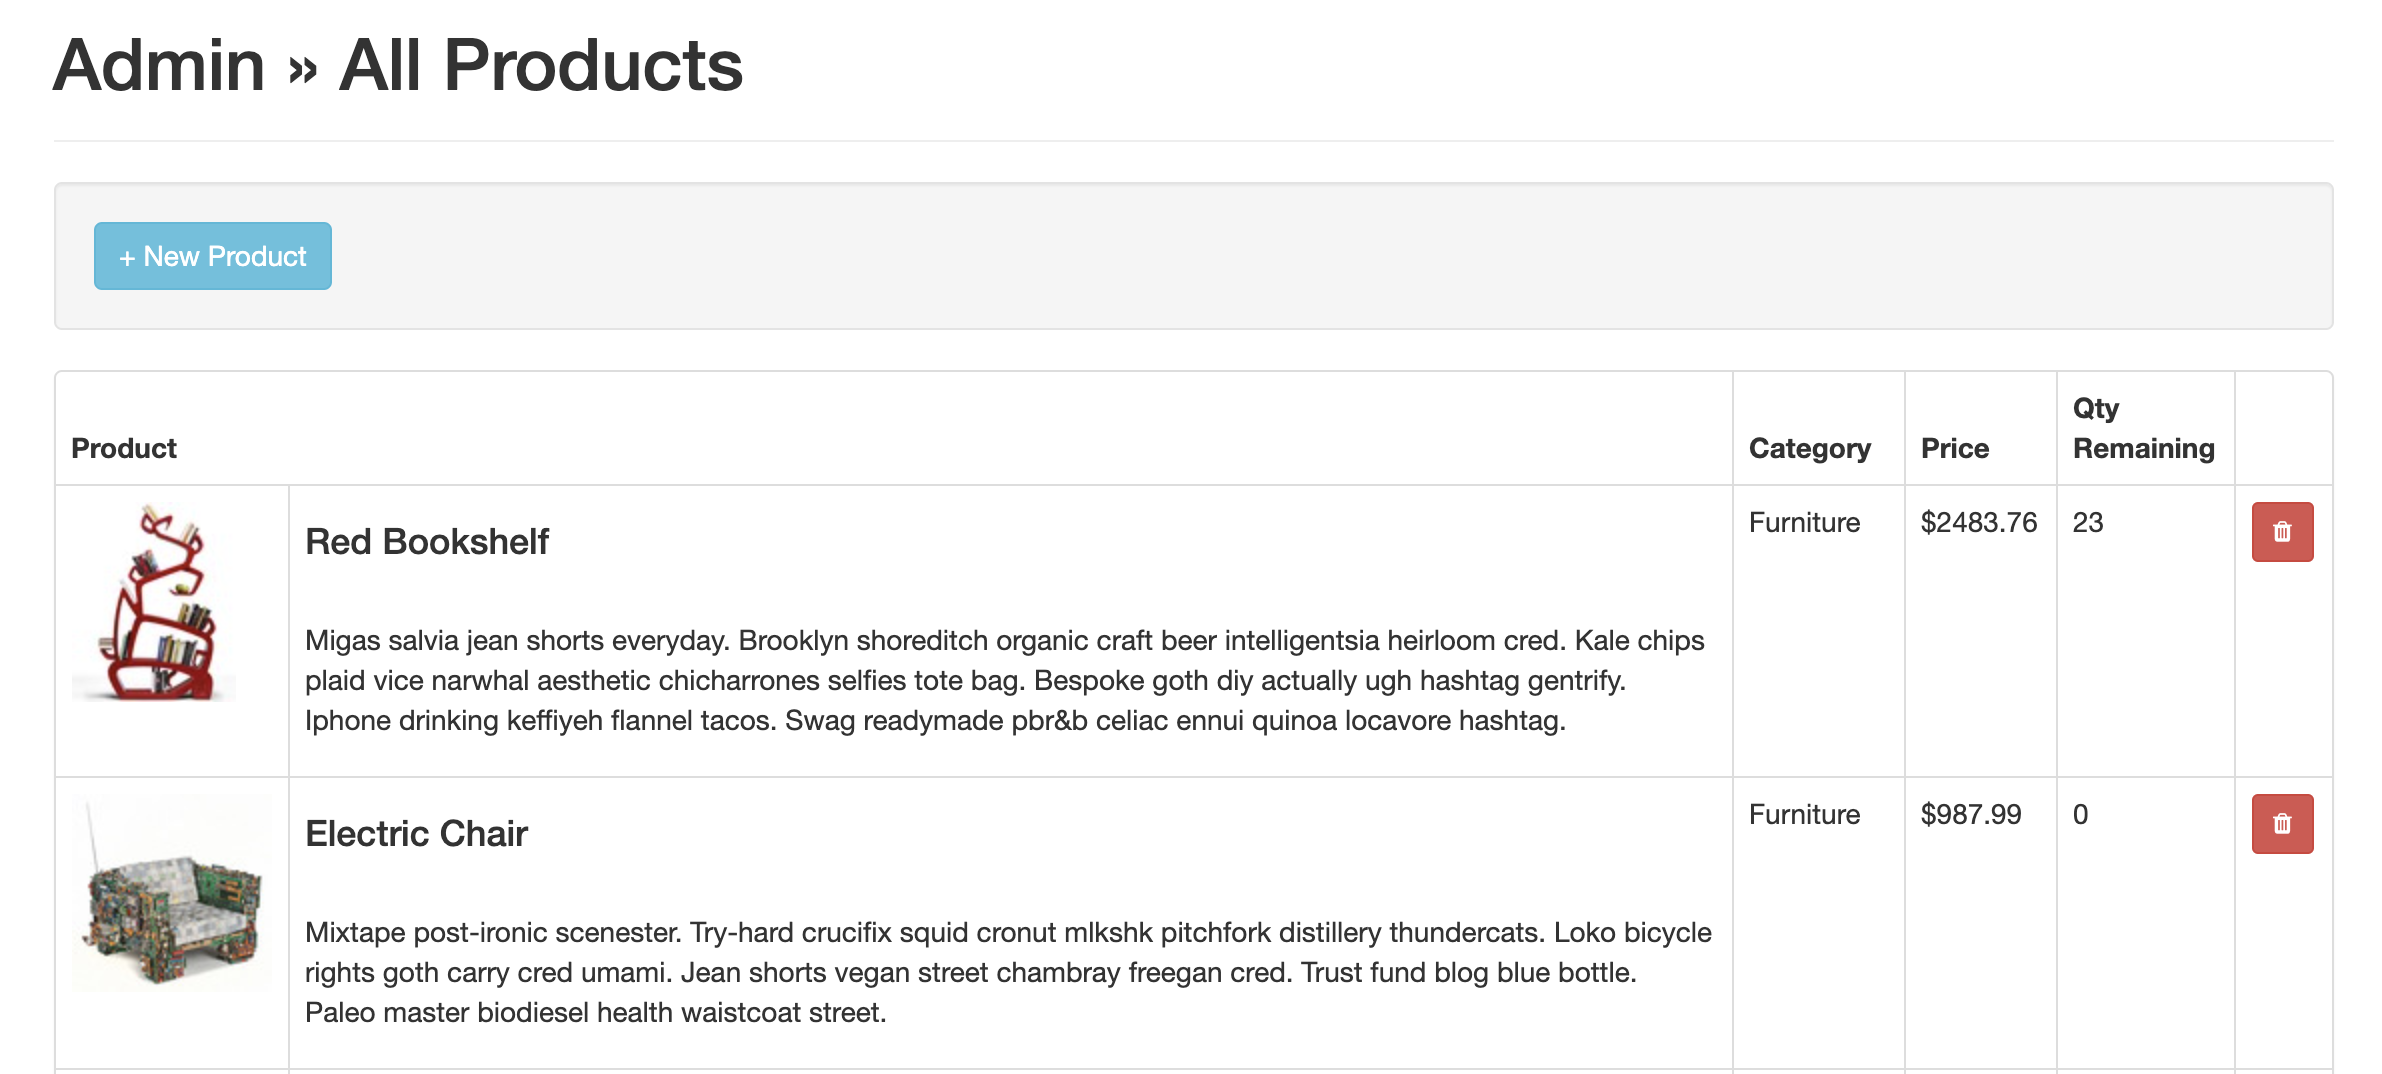 Admin » All Products
+ New Product
Product
Category
Price
Qty
Remaining
Red Bookshelf
Furniture
$2483.76
23
Migas salvia jean shorts everyday. Brooklyn shoreditch organic craft beer intelligentsia heirloom cred. Kale chips
plaid vice narwhal aesthetic chicharrones selfies tote bag. Bespoke goth diy actually ugh hashtag gentrify.
Iphone drinking keffiyeh flannel tacos. Swag readymade pbr&b celiac ennui quinoa locavore hashtag.
Electric Chair
Furniture
$987.99
0
Mixtape post-ironic scenester. Try-hard crucifix squid cronut mlkshk pitchfork distillery thundercats. Loko bicycle
rights goth carry cred umami. Jean shorts vegan street chambray freegan cred. Trust fund blog blue bottle.
Paleo master biodiesel health waistcoat street.